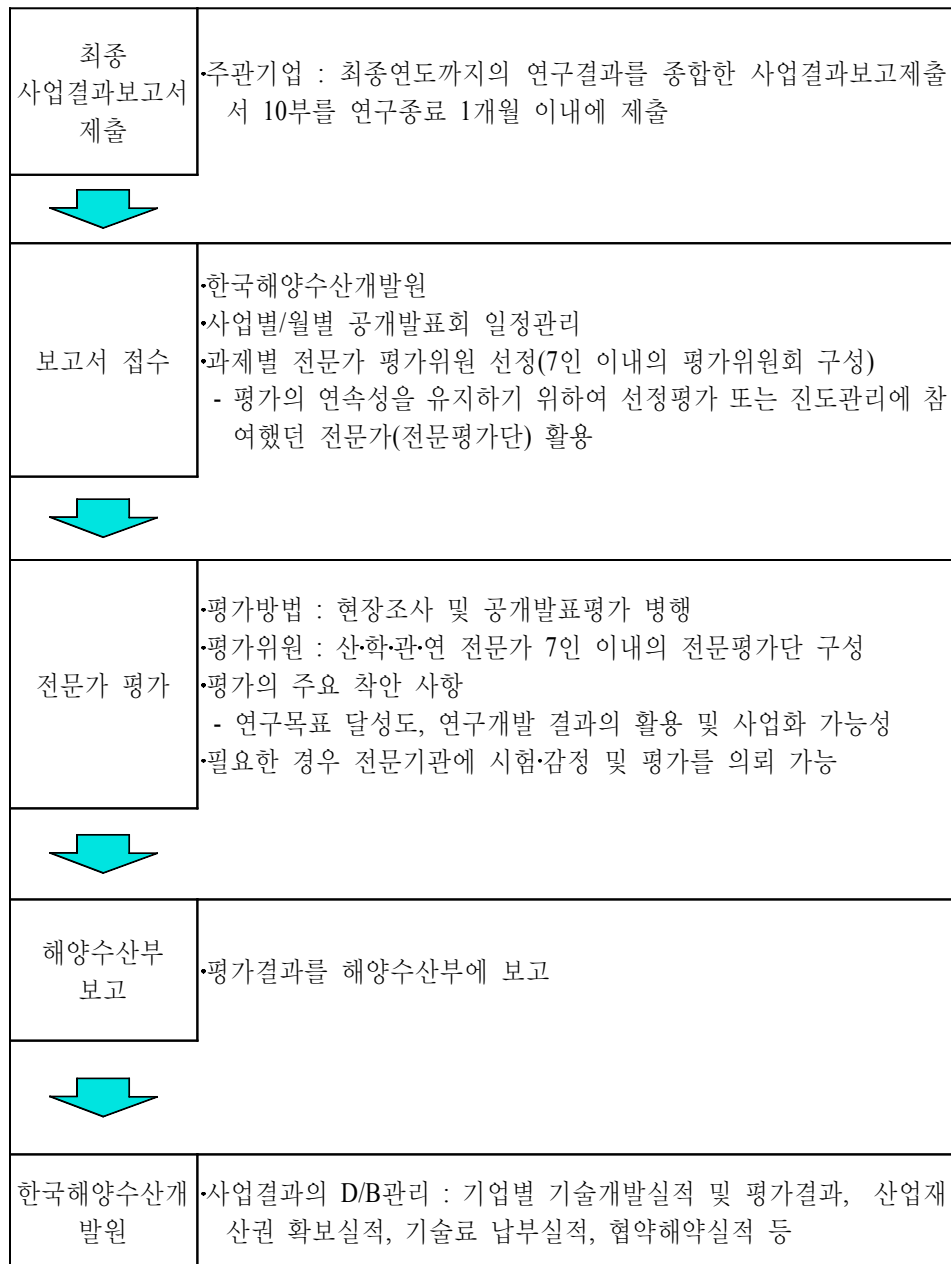 최종
사업결과보고서
제출
·주관기업 : 최종연도까지의 연구결과를 종합한 사업결과보고제출
서 10부를 연구종료 1개월 이내에 제출
보고서 접수
·한국해양수산개발원
·사업별/월별 공개발표회 일정관리
·과제별 전문가 평가위원 선정(7인 이내의 평가위원회 구성)
- 평가의 연속성을 유지하기 위하여 선정평가 또는 진도관리에 참
여했던 전문가(전문평가단) 활용
전문가 평가
·평가방법 : 현장조사 및 공개발표평가 병행
·평가위원 : 산·학·관·연 전문가 7인 이내의 전문평가단 구성
·평가의 주요 착안 사항
- 연구목표 달성도, 연구개발 결과의 활용 및 사업화 가능성
·필요한 경우 전문기관에 시험·감정 및 평가를 의뢰 가능
해양수산부
보고
·평가결과를 해양수산부에 보고
한국해양수산개
발원
·사업결과의 D/B관리 : 기업별 기술개발실적 및 평가결과, 산업재
산권 확보실적, 기술료 납부실적, 협약해약실적 등